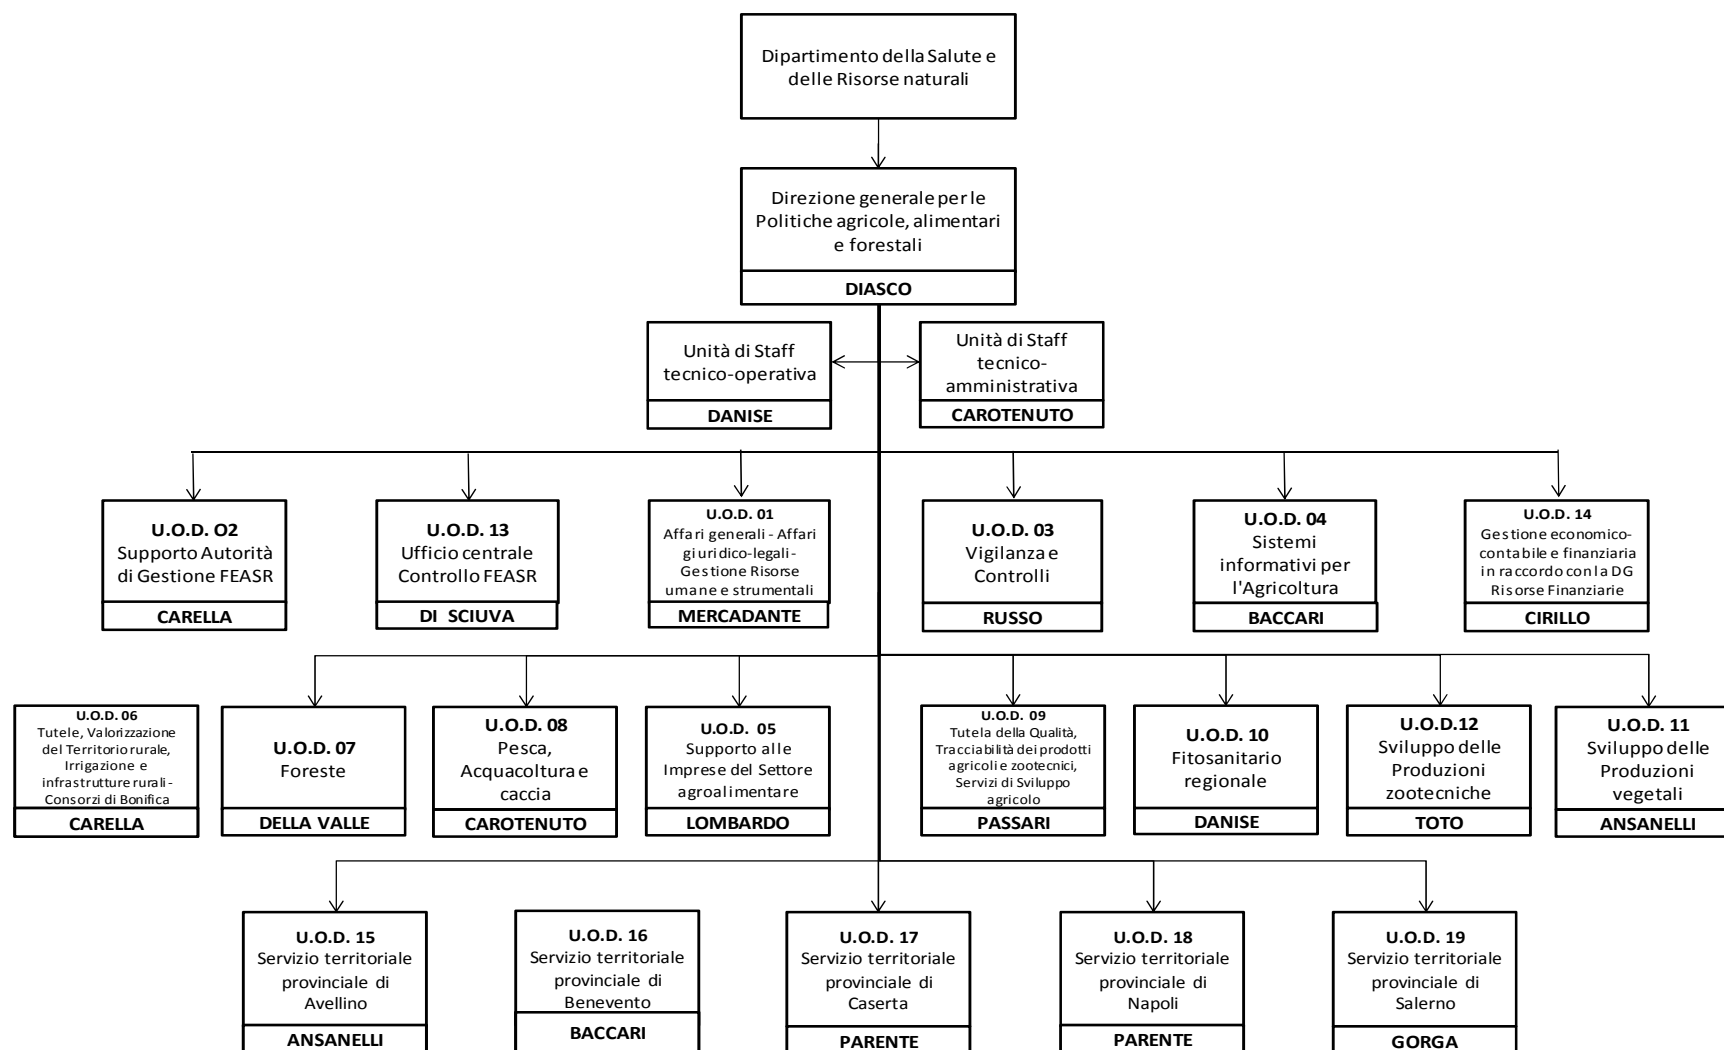 Dipartimento della Salute e
delle Risorse naturali
Direzione generale per le
Politiche agricole, alimentari
e forestali
DIASCO
Unità di Staff
tecnico-operativa
DANISE
Unità di Staff
tecnico-
amministrativa
CAROTENUTO
U.O.D. O2
Supporto Autorità
di Gestione FEASR
CARELLA
U.O.D. 13
Ufficio centrale
Controllo FEASR
DI SCIUVA
U.O.D. 01
Affari generali - Affari
giuridico-legali -
Gestione Risorse
umane e strumentali
MERCADANTE
U.O.D. 03
Vigilanza e
Controlli
RUSSO
U.O.D. 04
Sistemi
informativi per
l'Agricoltura
BACCARI
U.O.D. 14
Gestione economico-
contabile e finanziaria
in raccordo con la DG
Risorse Finanziarie
CIRILLO
U.O.D. 06
Tutele, Valorizzazione
del Territorio rurale,
Irrigazione e
infrastrutture rurali -
Consorzi di Bonifica
CARELLA
U.O.D. 07
Foreste
DELLA VALLE
U.O.D. 08
Pesca,
Acquacoltura e
caccia
CAROTENUTO
U.O.D. 05
Supporto alle
Imprese del Settore
agroalimentare
LOMBARDO
U.O.D. 09
Tutela della Qualità,
Tracciabilità dei prodotti
agricoli e zootecnici,
Servizi di Sviluppo
agricolo
PASSARI
U.O.D. 10
Fitosanitario
regionale
DANISE
U.O.D.12
Sviluppo delle
Produzioni
zootecniche
TOTO
U.O.D. 11
Sviluppo delle
Produzioni
vegetali
ANSANELLI
U.O.D. 15
Servizio territoriale
provinciale di
Avellino
ANSANELLI
U.O.D. 16
Servizio territoriale
provinciale di
Benevento
BACCARI
U.O.D. 17
Servizio territoriale
provinciale di
Caserta
PARENTE
U.O.D. 18
Servizio territoriale
provinciale di
Napoli
PARENTE
U.O.D. 19
Servizio territoriale
provinciale di
Salerno
GORGA